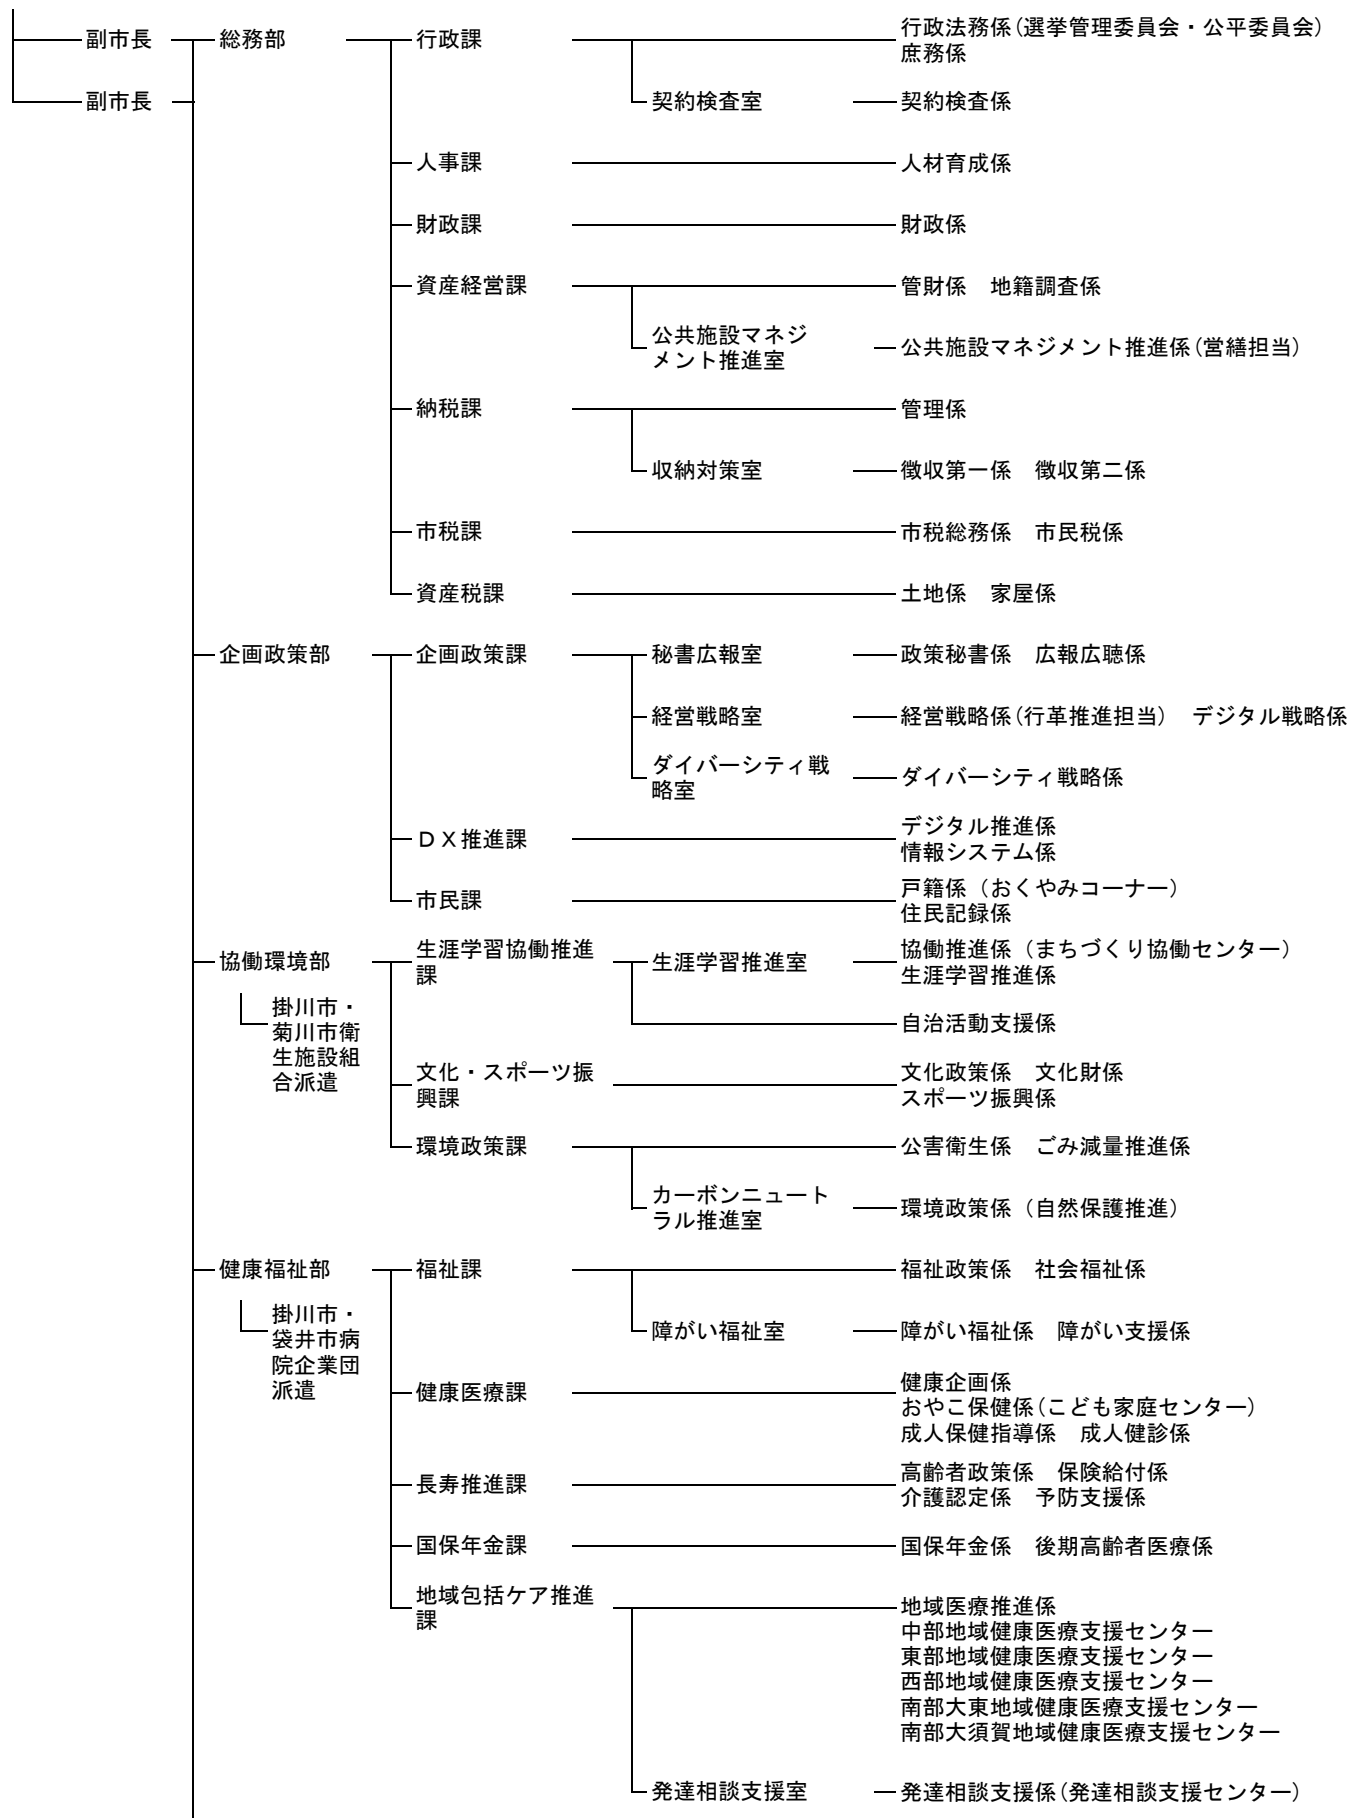 副市長 総務部 行政課 行政法務係(選挙管理委員会・公平委員会)
庶務係
副市長 契約検査室 契約検査係
人事課 人材育成係
財政課 財政係
資産経営課 管財係　地籍調査係
公共施設マネジ
メント推進室 公共施設マネジメント推進係(営繕担当)
納税課 管理係
収納対策室 徴収第一係　徴収第二係
市税課 市税総務係　市民税係
資産税課 土地係　家屋係
企画政策部 企画政策課 秘書広報室 政策秘書係　広報広聴係
経営戦略室 経営戦略係(行革推進担当)　デジタル戦略係
ダイバーシティ戦
略室 ダイバーシティ戦略係
ＤＸ推進課 デジタル推進係
情報システム係
市民課 戸籍係（おくやみコーナー）
住民記録係
協働環境部 生涯学習協働推進
課 生涯学習推進室 協働推進係（まちづくり協働センター）
生涯学習推進係
掛川市・
菊川市衛
生施設組
合派遣
自治活動支援係
文化・スポーツ振
興課 文化政策係　文化財係
スポーツ振興係
環境政策課 公害衛生係　ごみ減量推進係
カーボンニュート
ラル推進室 環境政策係（自然保護推進）
健康福祉部 福祉課 福祉政策係　社会福祉係
掛川市・
袋井市病
院企業団
派遣
障がい福祉室 障がい福祉係　障がい支援係
健康医療課 健康企画係
おやこ保健係(こども家庭センター)
成人保健指導係　成人健診係
長寿推進課 高齢者政策係　保険給付係
介護認定係　予防支援係
国保年金課 国保年金係　後期高齢者医療係
地域包括ケア推進
課 地域医療推進係
中部地域健康医療支援センター
東部地域健康医療支援センター
西部地域健康医療支援センター
南部大東地域健康医療支援センター
南部大須賀地域健康医療支援センター
発達相談支援室 発達相談支援係(発達相談支援センター)